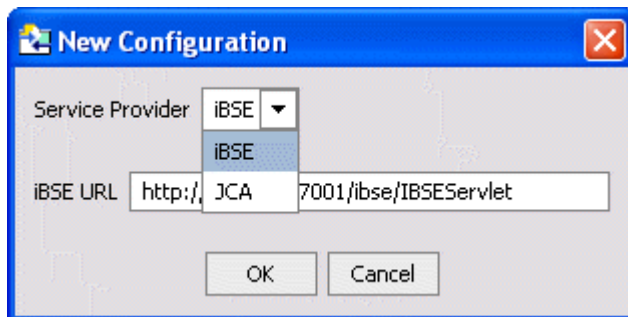 New Configuration
Service Provider iBSE
iBSE
iBSE URL http:/ JCA 7001/ibse/IBSEServlet
OK Cancel